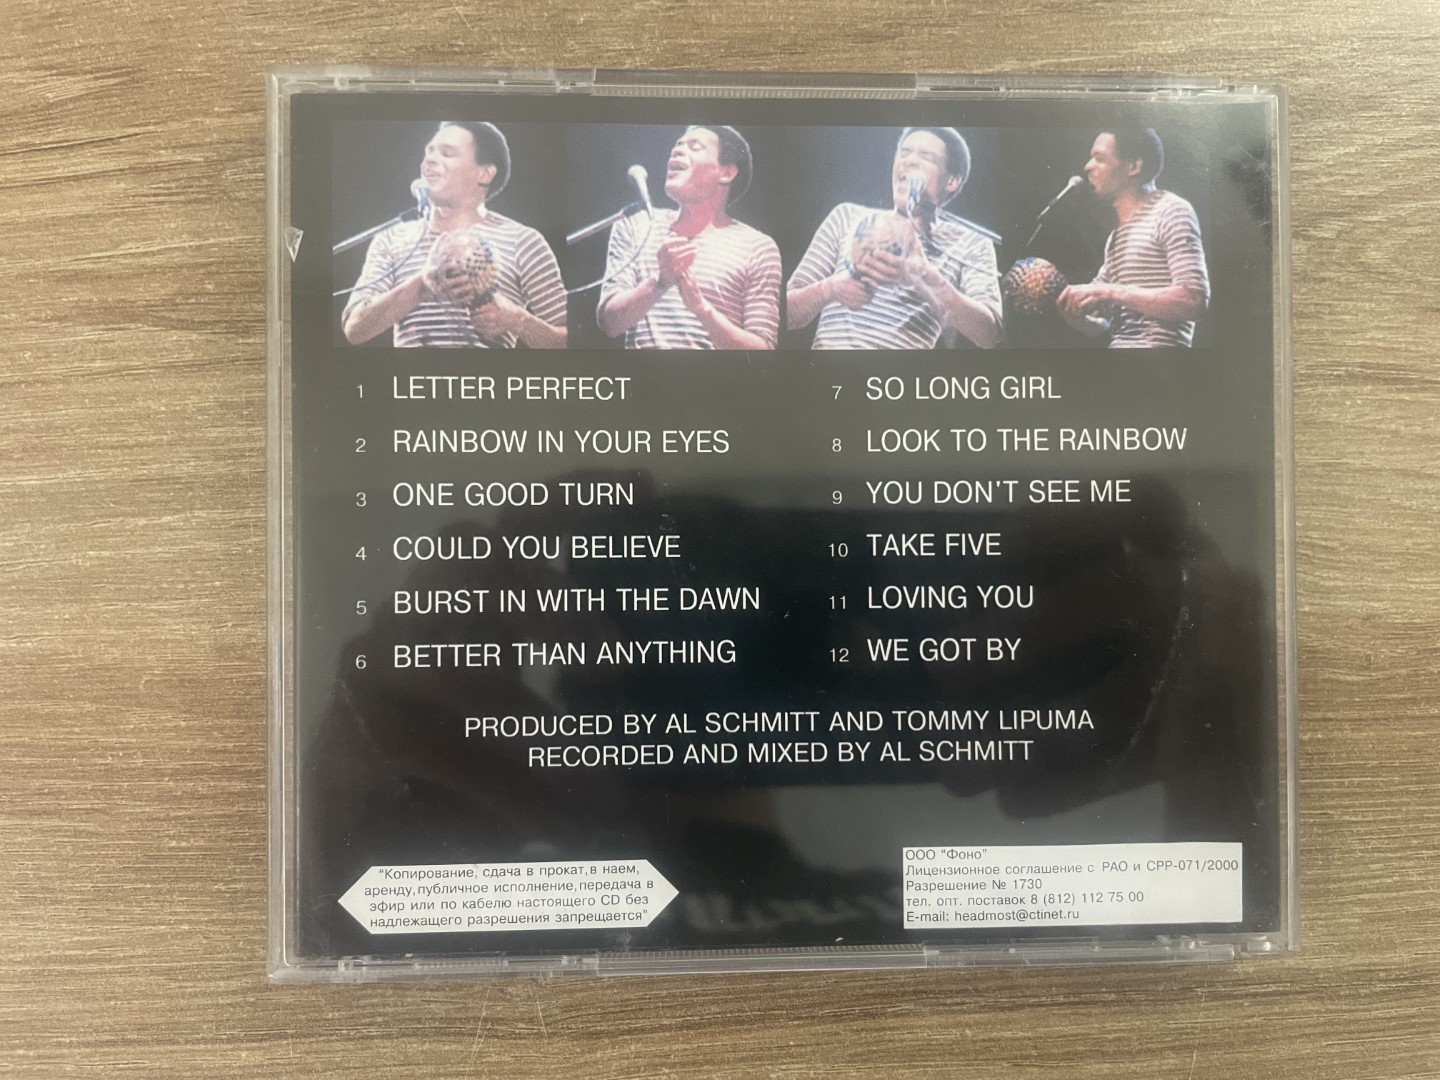 1 LETTER PERFECT
2 RAINBOW IN YOUR EYES
3 ONE GOOD TURN
4 COULD YOU BELIEVE
5 BURST IN WITH THE DAWN
6 BETTER THAN ANYTHING
7 SO LONG GIRL
8 LOOK TO THE RAINBOW
9 YOU DON'T SEE ME
10 TAKE FIVE
11 LOVING YOU
12 WE GOT BY
PRODUCED BY AL SCHMITT AND TOMMY LIPUMA
RECORDED AND MIXED BY AL SCHMITT
"Копирование, сдача в прокат, в наем,
аренду, публичное исполнение, передача в
эфир или по кабелю настоящего CD без
надлежащего разрешения запрещается"
ООО "Фоно"
Лицензионное соглашение с РАО и СРР-071/2000
Разрешение № 1730
тел. опт. поставок 8 (812) 112 75 00
E-mail: headmost@ctinet.ru